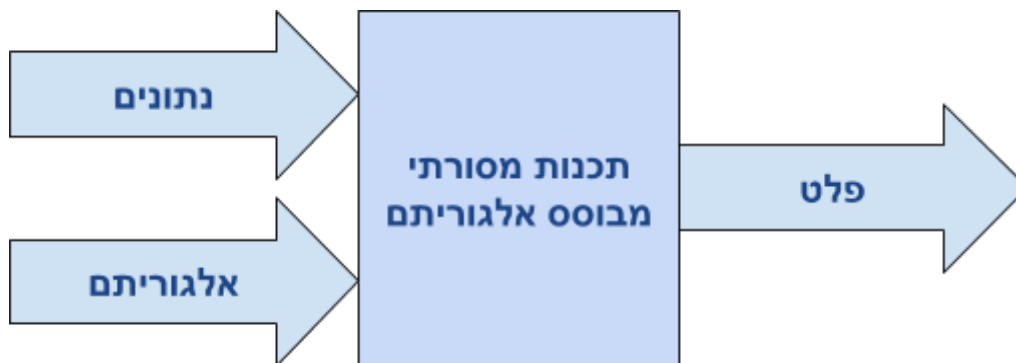 נתונים
אלגוריתם
תכנות מסורתי
מבוסס אלגוריתם
פלט